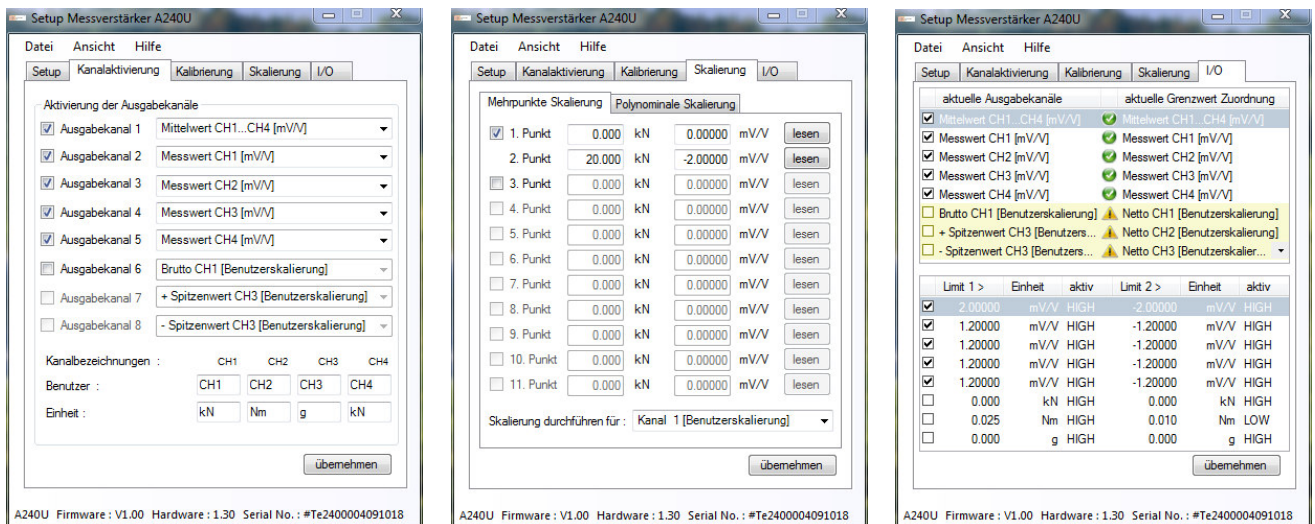 Setup Messverstärker A240U
Datei Ansicht Hilfe
Setup Kanalaktivierung Kalibrierung Skalierung I/O
Aktivierung der Ausgabekanäle
Ausgabekanal 1 Mittelwert CH1...CH4 [mV/V]
Ausgabekanal 2 Messwert CH1 [mV/V]
Ausgabekanal 3 Messwert CH2 [mV/V]
Ausgabekanal 4 Messwert CH3 [mV/V]
Ausgabekanal 5 Messwert CH4 [mV/V]
Ausgabekanal 6 Brutto CH1 [Benutzerskalierung]
Ausgabekanal 7 + Spitzenwert CH3 [Benutzerskalierung]
Ausgabekanal 8 - Spitzenwert CH3 [Benutzerskalierung]
Kanalbezeichnungen : CH1 CH2 CH3 CH4
Benutzer : CH1 CH2 CH3 CH4
Einheit : kN Nm g kN
übernehmen
A240U Firmware : V1.00 Hardware : 1.30 Serial No. : #Te2400004091018
Setup Messverstärker A240U
Datei Ansicht Hilfe
Setup Kanalaktivierung Kalibrierung Skalierung I/O
Mehrpunkte Skalierung Polynominale Skalierung
1. Punkt 0.000 kN 0.00000 mV/V lesen
2. Punkt 20.000 kN -2.00000 mV/V lesen
3. Punkt 0.000 kN 0.00000 mV/V lesen
4. Punkt 0.000 kN 0.00000 mV/V lesen
5. Punkt 0.000 kN 0.00000 mV/V lesen
6. Punkt 0.000 kN 0.00000 mV/V lesen
7. Punkt 0.000 kN 0.00000 mV/V lesen
8. Punkt 0.000 kN 0.00000 mV/V lesen
9. Punkt 0.000 kN 0.00000 mV/V lesen
10. Punkt 0.000 kN 0.00000 mV/V lesen
11. Punkt 0.000 kN 0.00000 mV/V lesen
Skalierung durchführen für : Kanal 1 [Benutzerskalierung]
übernehmen
A240U Firmware : V1.00 Hardware : 1.30 Serial No. : #Te2400004091018
Setup Messverstärker A240U
Datei Ansicht Hilfe
Setup Kanalaktivierung Kalibrierung Skalierung I/O
aktuelle Ausgabekanäle aktuelle Grenzwert Zuordnung
Mittelwert CH1...CH4 [mV/V] Mittelwert CH1...CH4 [mV/V]
Messwert CH1 [mV/V] Messwert CH1 [mV/V]
Messwert CH2 [mV/V] Messwert CH2 [mV/V]
Messwert CH3 [mV/V] Messwert CH3 [mV/V]
Messwert CH4 [mV/V] Messwert CH4 [mV/V]
Brutto CH1 [Benutzerskalierung] Netto CH1 [Benutzerskalierung]
+ Spitzenwert CH3 [Benutzers... Netto CH2 [Benutzerskalierung]
- Spitzenwert CH3 [Benutzers... Netto CH3 [Benutzerskalier...
Limit 1 > Einheit aktiv Limit 2 > Einheit aktiv
2.00000 mV/V HIGH -2.00000 mV/V HIGH
1.20000 mV/V HIGH -1.20000 mV/V HIGH
1.20000 mV/V HIGH -1.20000 mV/V HIGH
1.20000 mV/V HIGH -1.20000 mV/V HIGH
1.20000 mV/V HIGH -1.20000 mV/V HIGH
0.000 kN HIGH 0.000 kN HIGH
0.025 Nm HIGH 0.010 Nm LOW
0.000 g HIGH 0.000 g HIGH
übernehmen
A240U Firmware : V1.00 Hardware : 1.30 Serial No. : #Te2400004091018